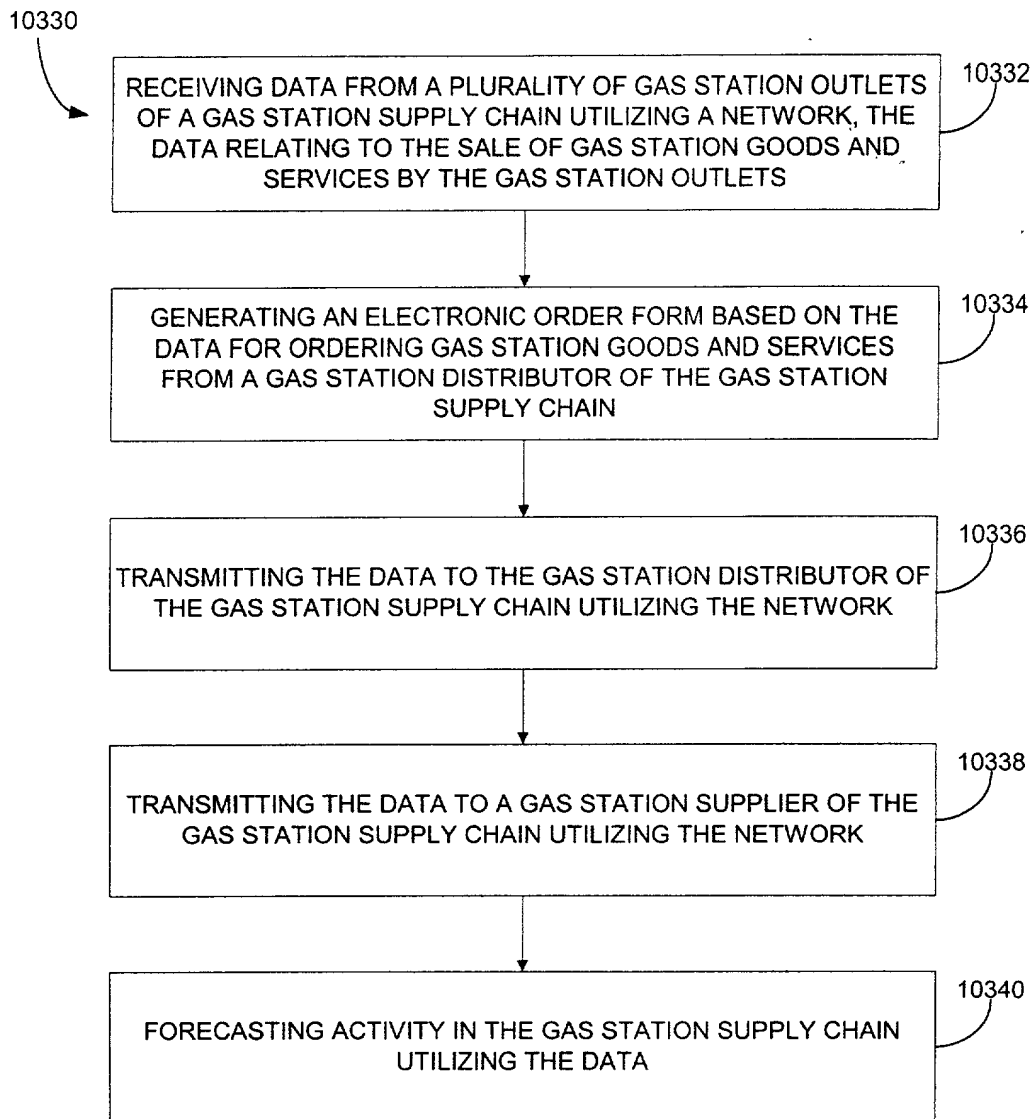 10330
RECEIVING DATA FROM A PLURALITY OF GAS STATION OUTLETS
OF A GAS STATION SUPPLY CHAIN UTILIZING A NETWORK, THE
DATA RELATING TO THE SALE OF GAS STATION GOODS AND
SERVICES BY THE GAS STATION OUTLETS
10332
GENERATING AN ELECTRONIC ORDER FORM BASED ON THE
DATA FOR ORDERING GAS STATION GOODS AND SERVICES
FROM A GAS STATION DISTRIBUTOR OF THE GAS STATION
SUPPLY CHAIN
10334
TRANSMITTING THE DATA TO THE GAS STATION DISTRIBUTOR OF
THE GAS STATION SUPPLY CHAIN UTILIZING THE NETWORK
10336
TRANSMITTING THE DATA TO A GAS STATION SUPPLIER OF THE
GAS STATION SUPPLY CHAIN UTILIZING THE NETWORK
10338
FORECASTING ACTIVITY IN THE GAS STATION SUPPLY CHAIN
UTILIZING THE DATA
10340